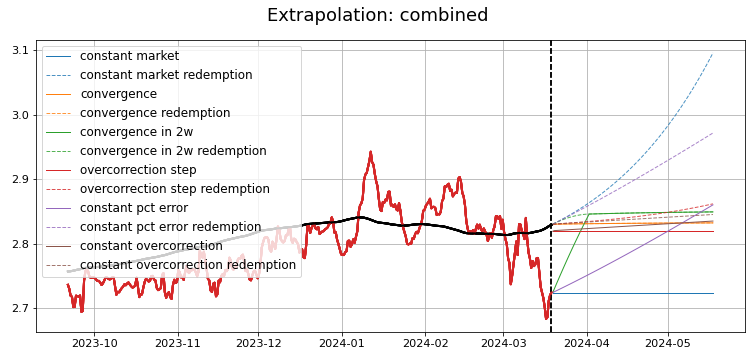 Extrapolation: combined
3.1
3.0
2.9
2.8
2.7
constant market
constant market redemption
convergence
convergence redemption
convergence in 2w
convergence in 2w redemption
overcorrection step
overcorrection step redemption
constant pct error
constant pct error redemption
constant overcorrection
constant overcorrection redemption
2023-10 2023-11 2023-12 2024-01 2024-02 2024-03 2024-04 2024-05